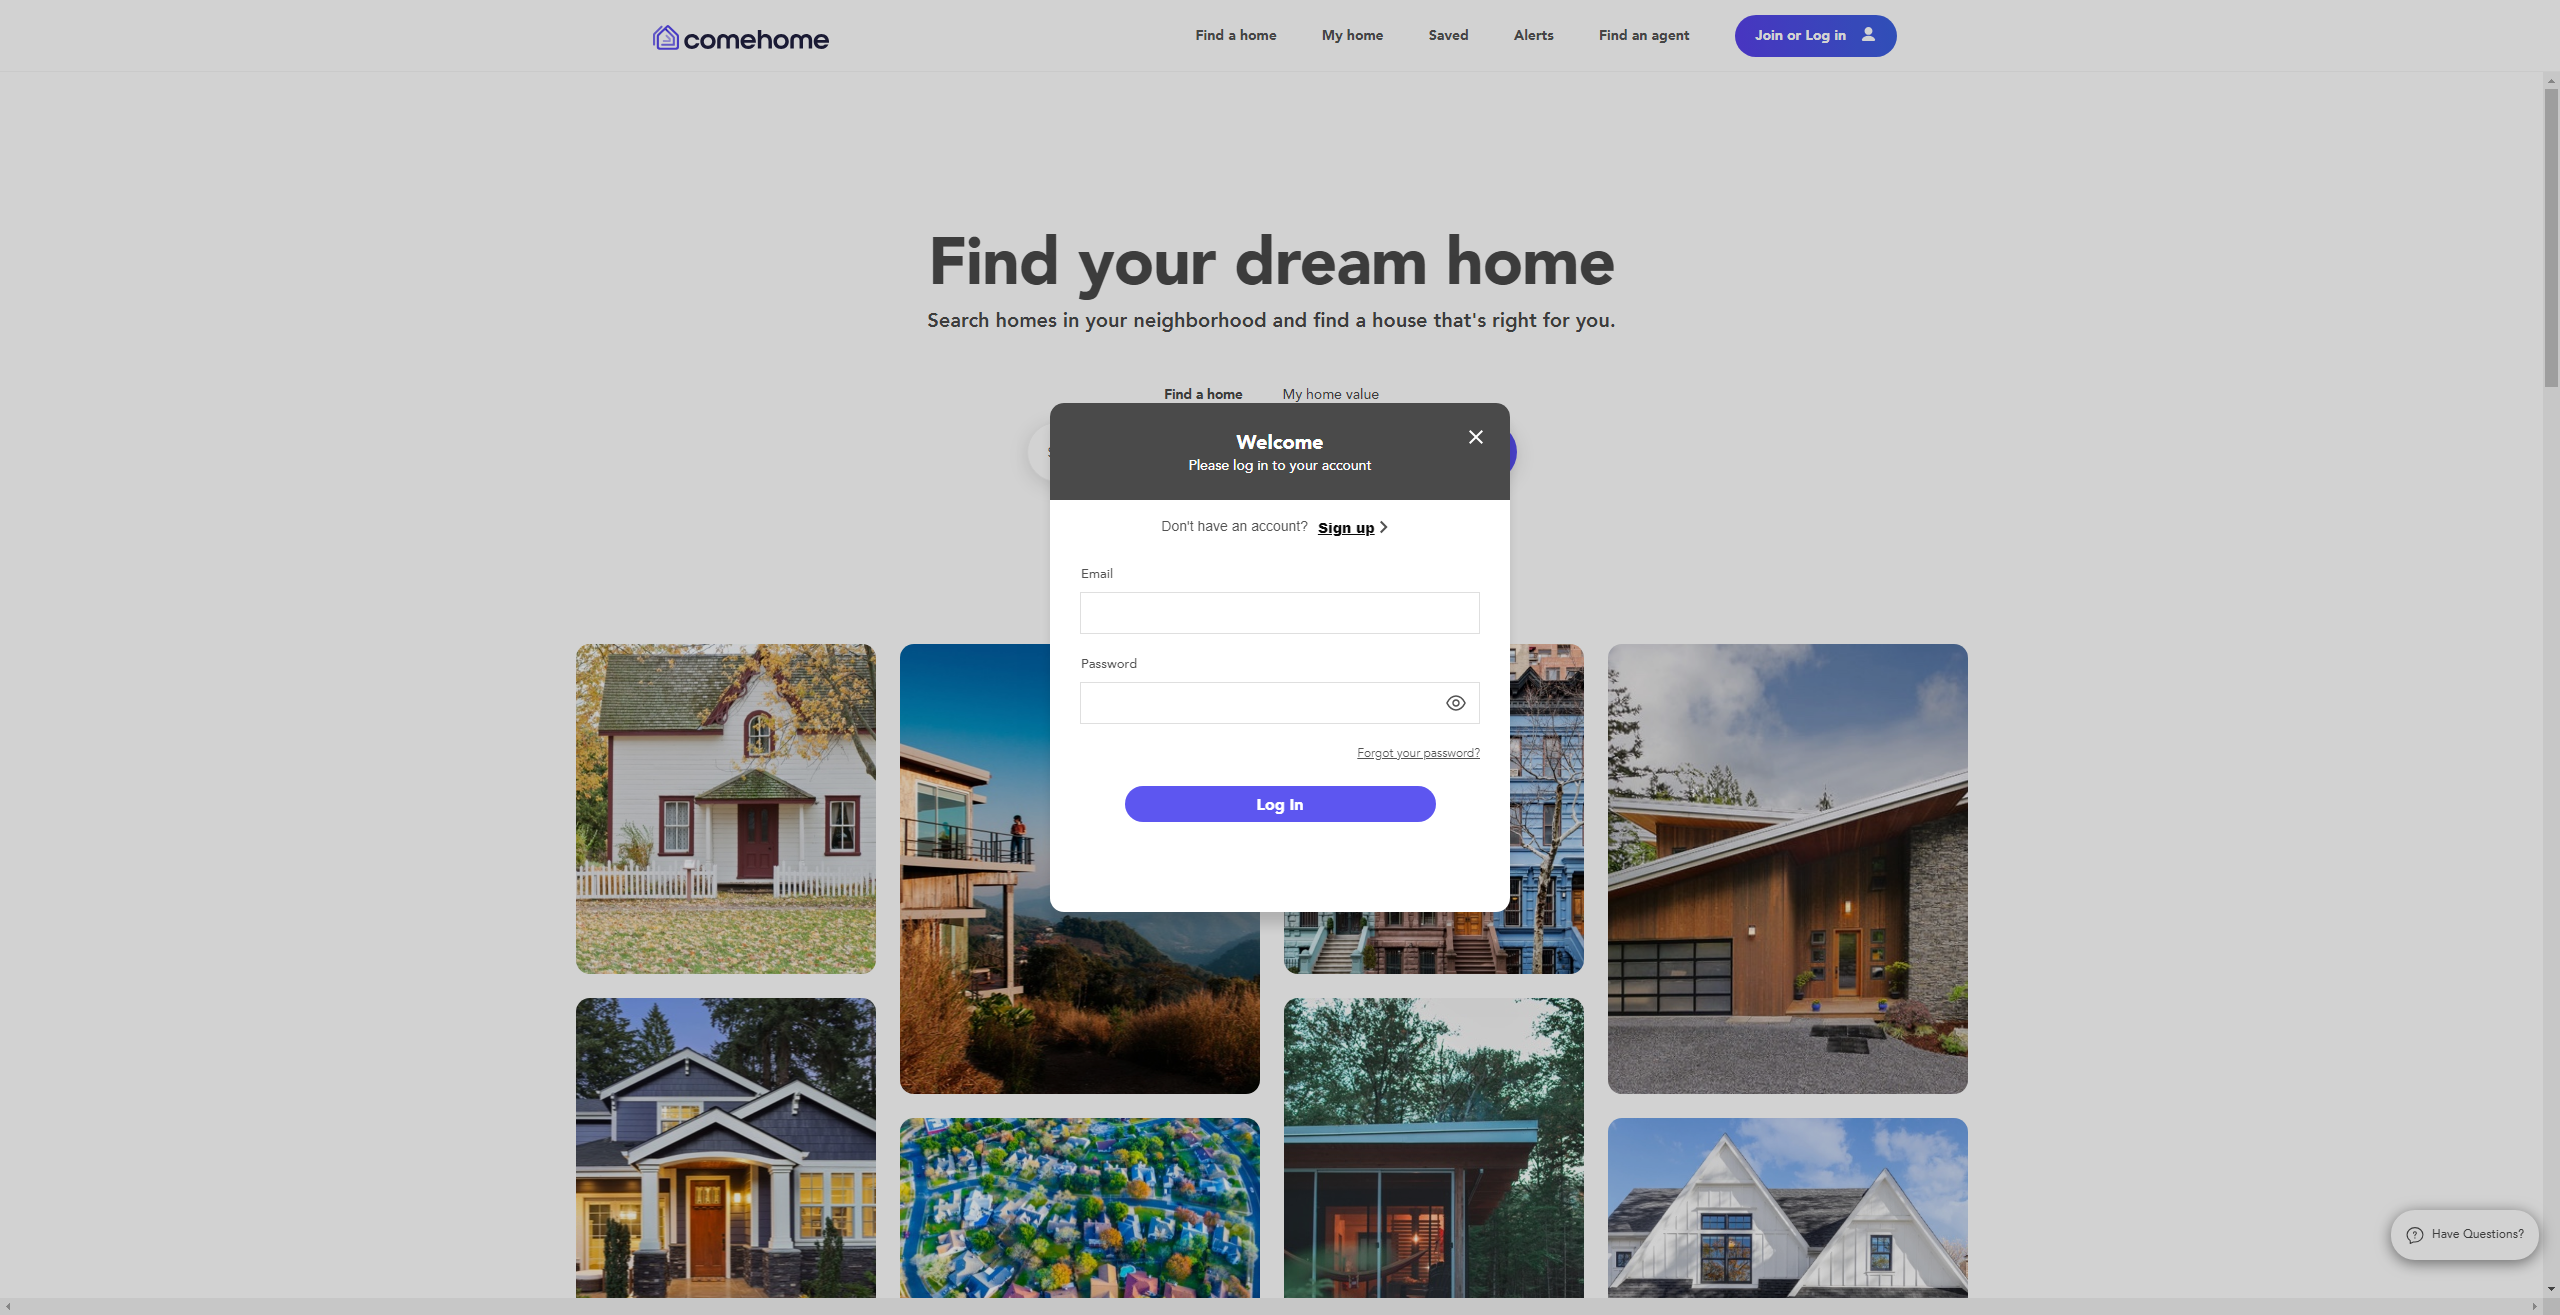 comehome
Find a home
My home
Saved
Alerts
Find an agent
Join or Log in
Find your dream home
Search homes in your neighborhood and find a house that's right for you.
Find a home
My home value
Welcome
Please log in to your account
Don't have an account? Sign up
Email
Password
Forgot your password?
Log In
Have Questions?